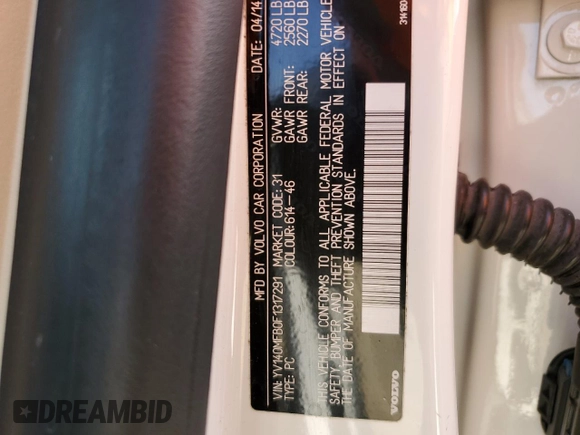 MFD BY VOLVO CAR CORPORATION DATE: 04/14
VIN: YV140MFB0F1317291 MARKET CODE: 31 GVWR: 4720 LB
TYPE: PC COLOUR: 614-46 GAWR FRONT: 2560 LB
GAWR REAR: 2270 LB
THIS VEHICLE CONFORMS TO ALL APPLICABLE FEDERAL MOTOR VEHICLE
SAFETY, BUMPER AND THEFT PREVENTION STANDARDS IN EFFECT ON
THE DATE OF MANUFACTURE SHOWN ABOVE.
VOLVO
DREAMBID